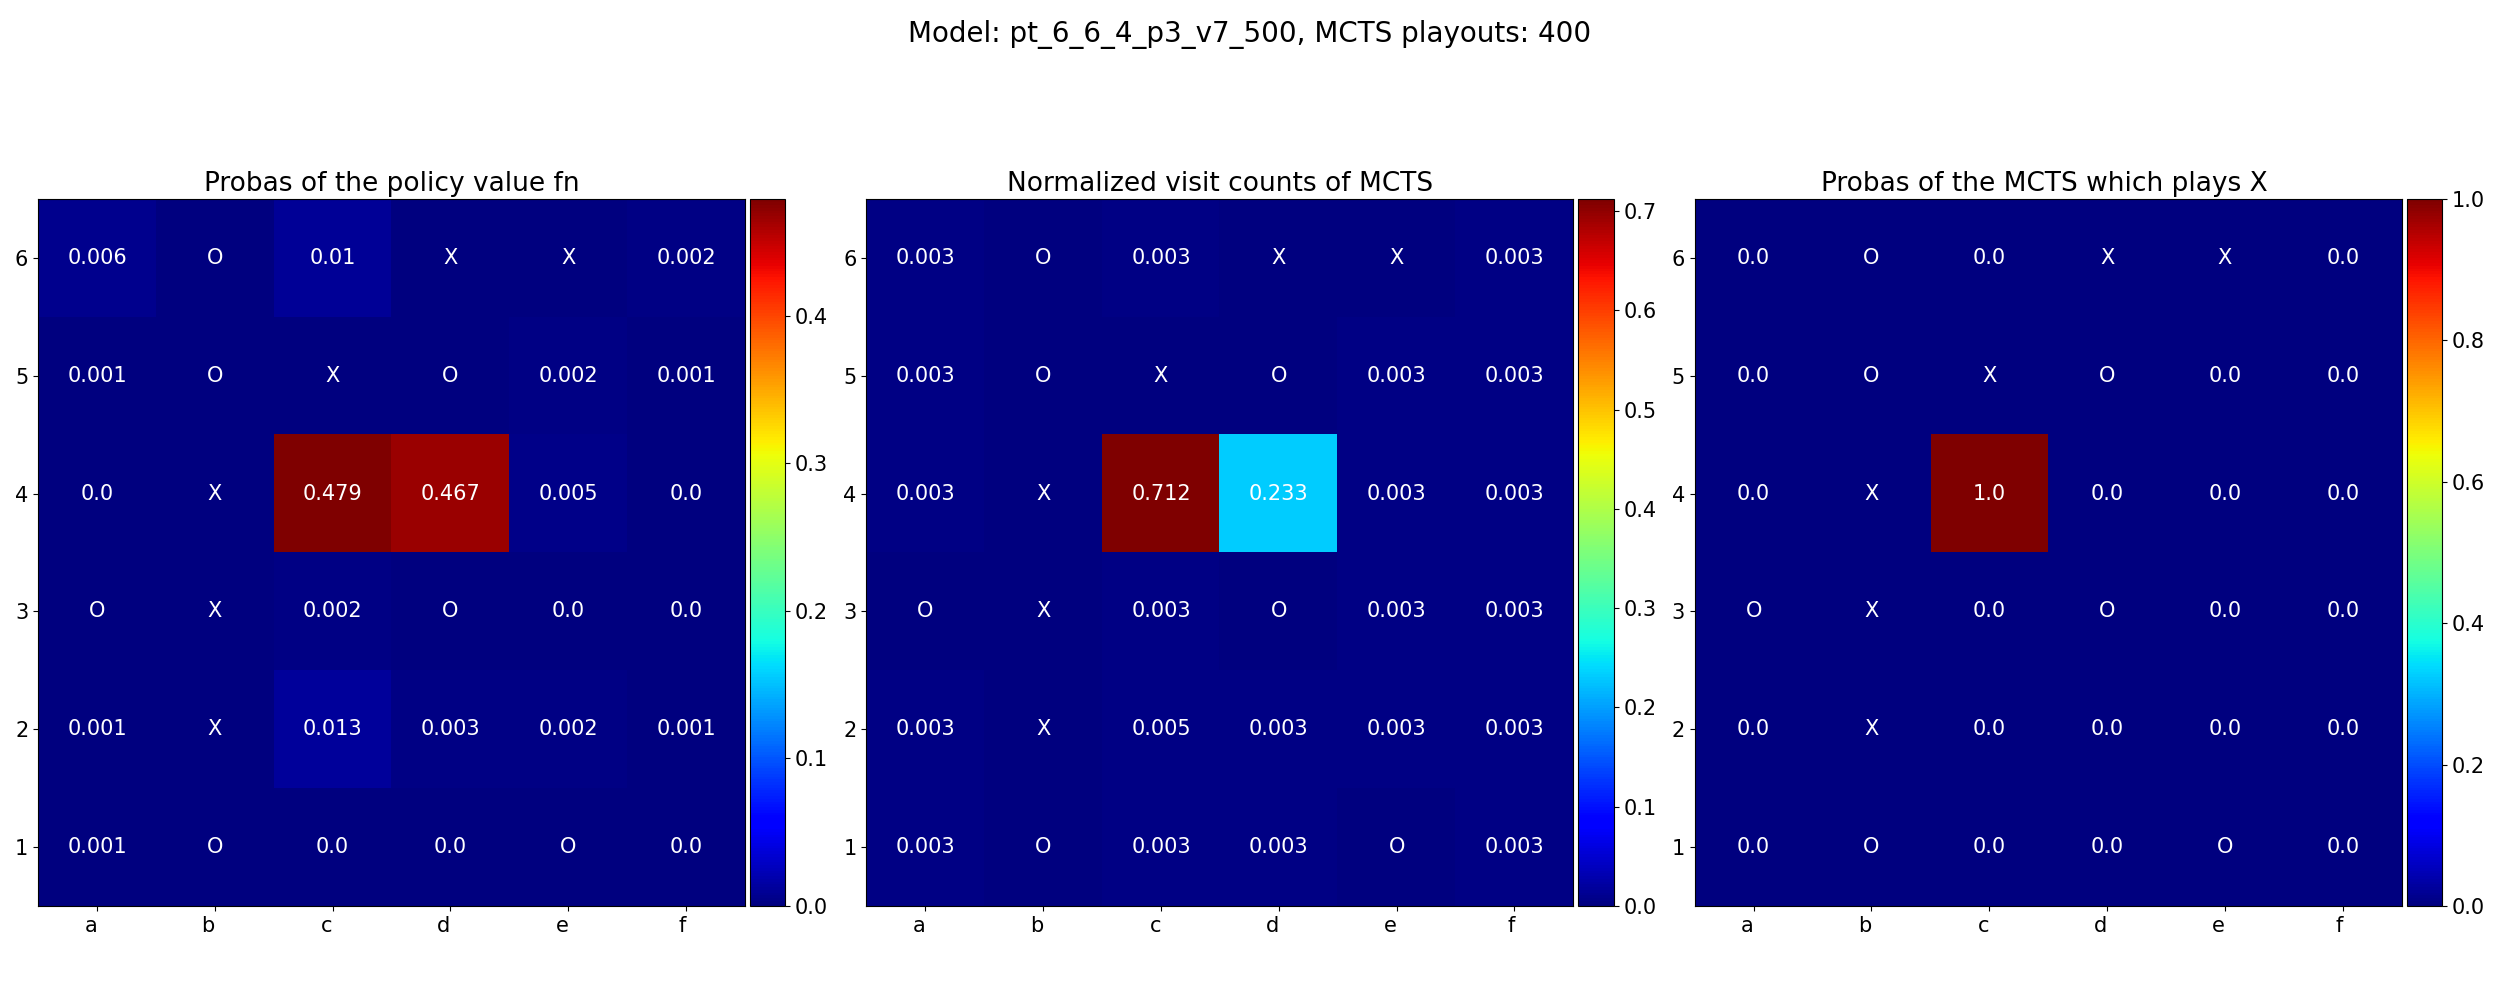 Model: pt_6_6_4_p3_v7_500, MCTS playouts: 400
Probas of the policy value fn
6 0.006 O 0.01 X X 0.002
5 0.001 O X O 0.002 0.001
4 0.0 X 0.479 0.467 0.005 0.0
3 O X 0.002 O 0.0 0.0
2 0.001 X 0.013 0.003 0.002 0.001
1 0.001 O 0.0 0.0 O 0.0
a b c d e f
0.4
0.3
0.2
0.1
0.0
Normalized visit counts of MCTS
6 0.003 O 0.003 X X 0.003
5 0.003 O X O 0.003 0.003
4 0.003 X 0.712 0.233 0.003 0.003
3 O X 0.003 O 0.003 0.003
2 0.003 X 0.005 0.003 0.003 0.003
1 0.003 O 0.003 0.003 O 0.003
a b c d e f
0.7
0.6
0.5
0.4
0.3
0.2
0.1
0.0
Probas of the MCTS which plays X
6 0.0 O 0.0 X X 0.0
5 0.0 O X O 0.0 0.0
4 0.0 X 1.0 0.0 0.0 0.0
3 O X 0.0 O 0.0 0.0
2 0.0 X 0.0 0.0 0.0 0.0
1 0.0 O 0.0 0.0 O 0.0
a b c d e f
1.0
0.8
0.6
0.4
0.2
0.0